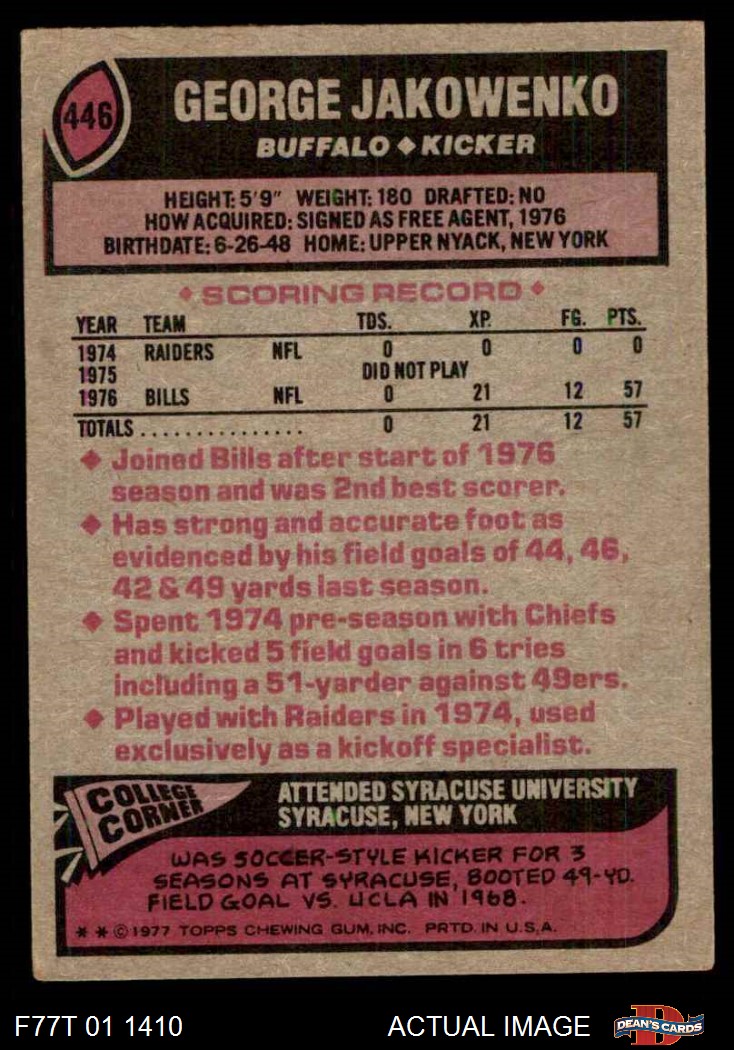 446
GEORGE JAKOWENKO
BUFFALO ◆ KICKER
HEIGHT: 5'9" WEIGHT: 180 DRAFTED: NO
HOW ACQUIRED: SIGNED AS FREE AGENT, 1976
BIRTHDATE: 6-26-48 HOME: UPPER NYACK, NEW YORK
◆ SCORING RECORD ◆
YEAR TEAM TDS. XP. FG. PTS.
1974 RAIDERS NFL 0 0 0 0
1975 DID NOT PLAY
1976 BILLS NFL 0 21 12 57
TOTALS ............... 0 21 12 57
◆ Joined Bills after start of 1976
season and was 2nd best scorer.
◆ Has strong and accurate foot as
evidenced by his field goals of 44, 46,
42 & 49 yards last season.
◆ Spent 1974 pre-season with Chiefs
and kicked 5 field goals in 6 tries
including a 51-yarder against 49ers.
◆ Played with Raiders in 1974, used
exclusively as a kickoff specialist.
COLLEGE
CORNER
ATTENDED SYRACUSE UNIVERSITY
SYRACUSE, NEW YORK
WAS SOCCER-STYLE KICKER FOR 3
SEASONS AT SYRACUSE, BOOTED 49-YD.
FIELD GOAL VS. UCLA IN 1968.
* * © 1977 TOPPS CHEWING GUM, INC. PRTD. IN U.S.A.
F77T 01 1410 ACTUAL IMAGE
D
DEAN'S CARDS